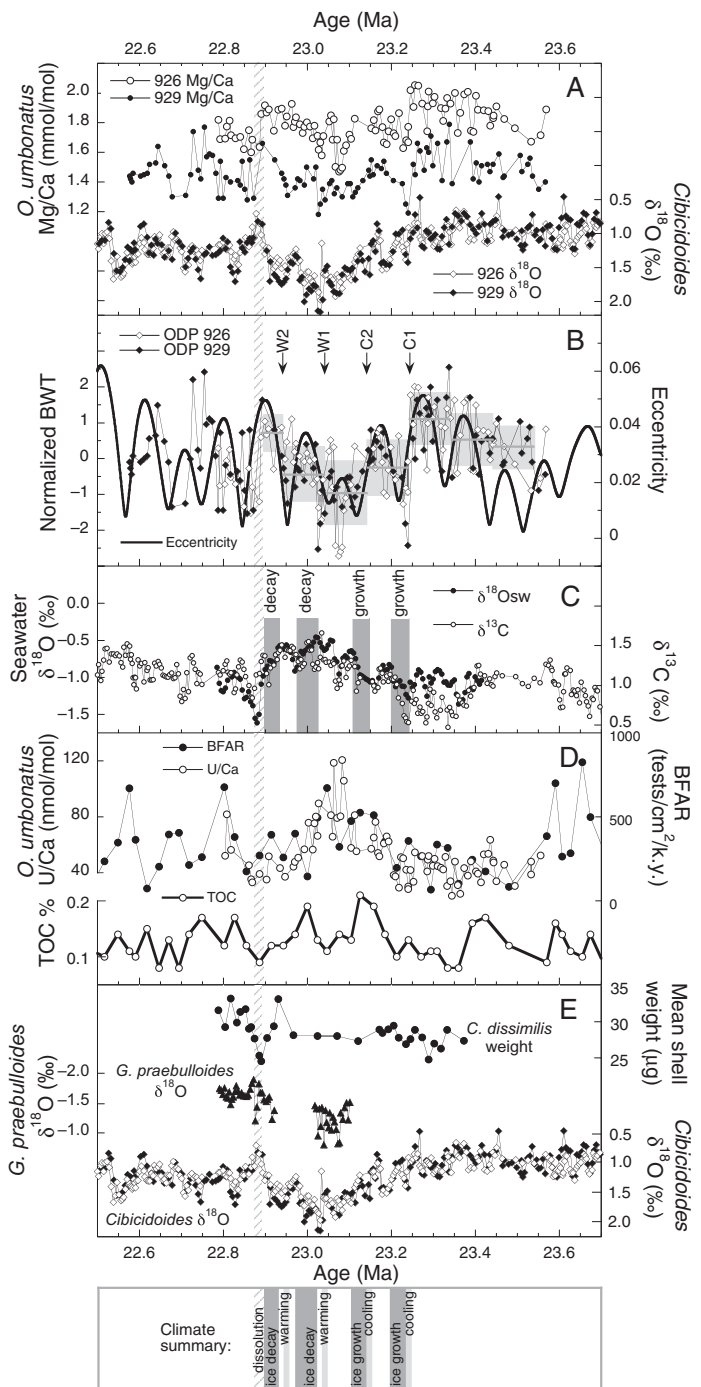 Age (Ma)
22.6 22.8 23.0 23.2 23.4 23.6
A
926 Mg/Ca
929 Mg/Ca
O. umbonatus
Mg/Ca (mmol/mol)
2.0
1.8
1.6
1.4
1.2
0.5
1.0
1.5
2.0
Cibicidoides
δ18O (‰)
926 δ18O
929 δ18O
B
ODP 926
ODP 929
W2 W1 C2 C1
Normalized BWT
2
1
0
−1
−2
0.06
0.04
0.02
0
Eccentricity
Eccentricity
C
decay decay growth growth
δ18Osw
δ13C
Seawater
δ18O (‰)
0.0
−0.5
−1.0
−1.5
1.5
1.0
0.5
δ13C (‰)
D
BFAR
U/Ca
O. umbonatus
U/Ca (nmol/mol)
120
80
40
1000
500
0
BFAR
(tests/cm2/k.y.)
TOC
TOC %
0.2
0.1
E
35
30
25
Mean shell
weight (μg)
C. dissimilis
weight
G. praebulloides
δ18O
G. praebulloides
δ18O (‰)
−2.0
−1.5
−1.0
0.5
1.0
1.5
2.0
Cibicidoides
δ18O (‰)
Cibicidoides δ18O
22.6 22.8 23.0 23.2 23.4 23.6
Age (Ma)
Climate
summary:
dissolution
ice decay
warming
ice decay
warming
ice growth
cooling
ice growth
cooling